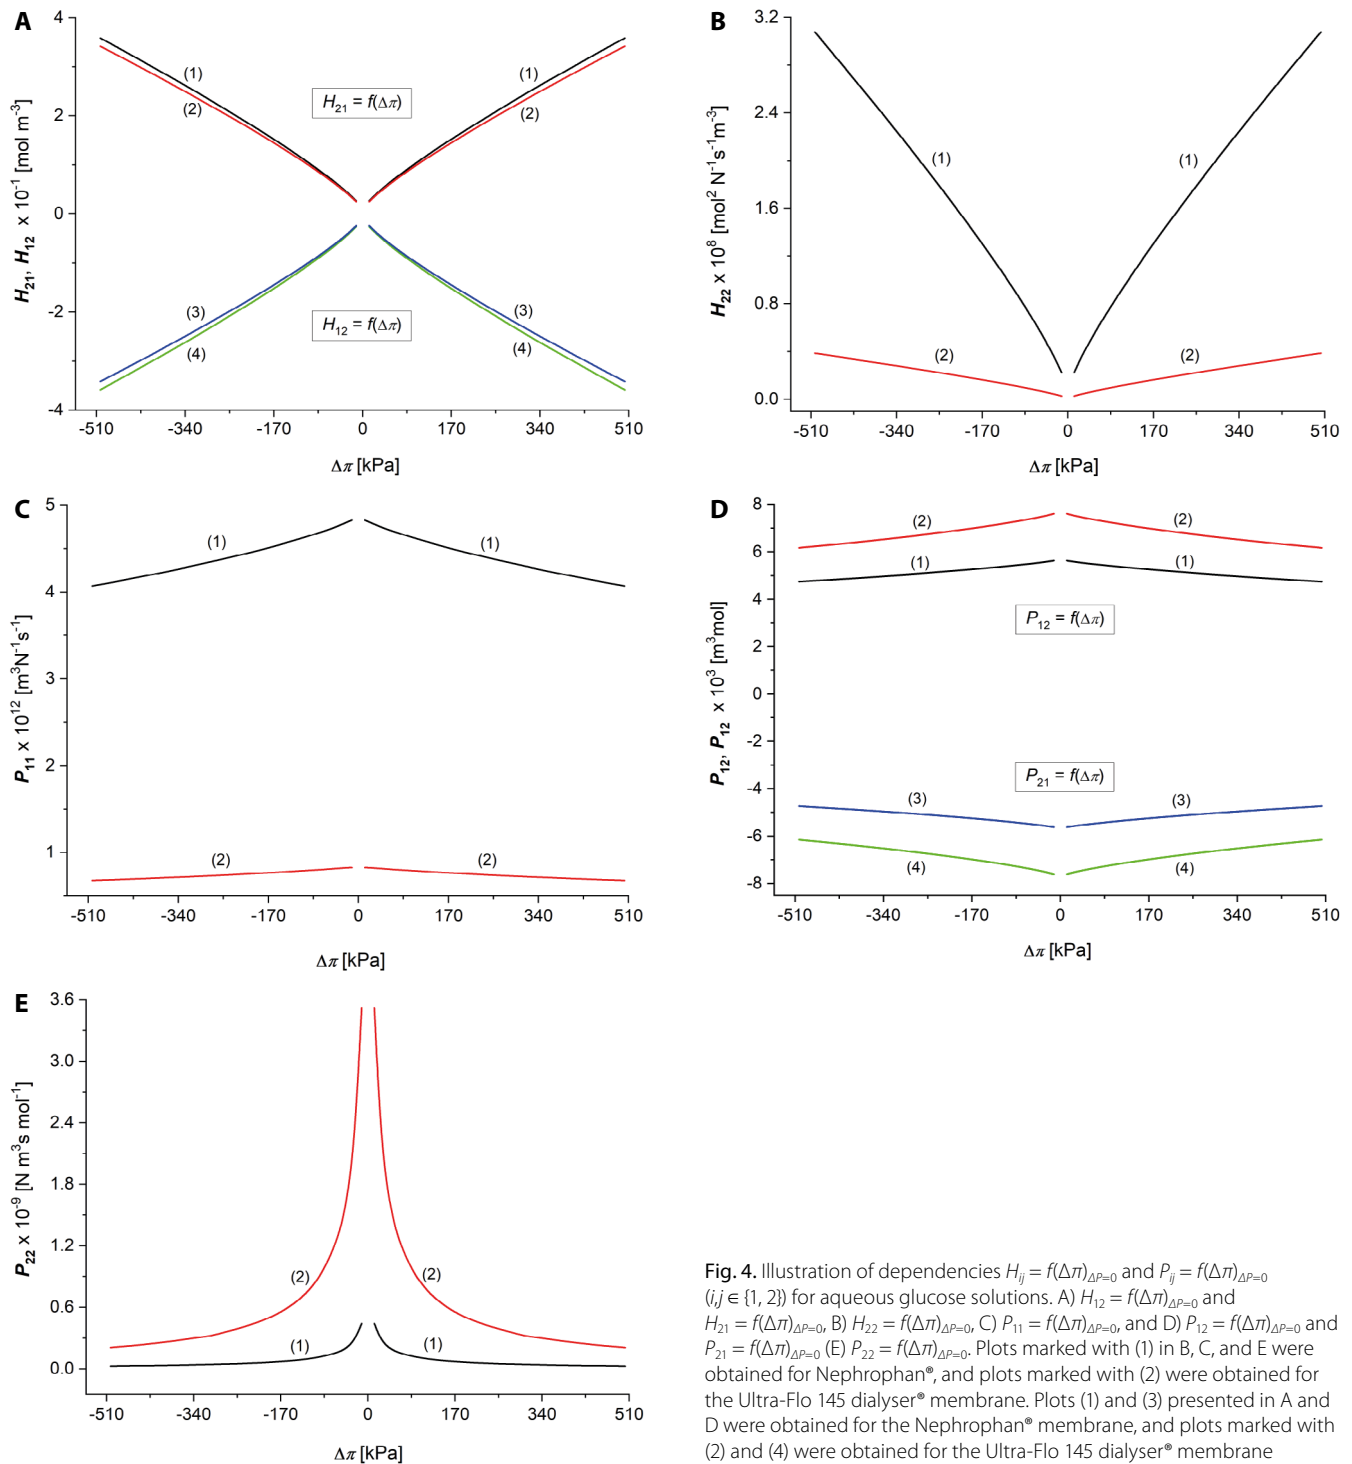 A
4
2
0
-2
-4
H21, H12 x 10-1 [mol m-3]
(1)
(2)
(1)
(2)
H21 = f(Δπ)
H12 = f(Δπ)
(3)
(4)
(3)
(4)
-510 -340 -170 0 170 340 510
Δπ [kPa]
B
3.2
2.4
1.6
0.8
0.0
H22 x 108 [mol2 N-1s-1m-3]
(1)
(1)
(2)
(2)
-510 -340 -170 0 170 340 510
Δπ [kPa]
C
5
4
3
2
1
P11 x 1012 [m3N-1s-1]
(1)
(1)
(2)
(2)
-510 -340 -170 0 170 340 510
Δπ [kPa]
D
8
6
4
2
0
-2
-4
-6
-8
P12, P12 x 103 [m3mol]
(2)
(2)
(1)
(1)
P12 = f(Δπ)
P21 = f(Δπ)
(3)
(3)
(4)
(4)
-510 -340 -170 0 170 340 510
Δπ [kPa]
E
3.6
3.0
2.4
1.8
1.2
0.6
0.0
P22 x 10-9 [N m3s mol-1]
(2)
(2)
(1)
(1)
-510 -340 -170 0 170 340 510
Δπ [kPa]
Fig. 4. Illustration of dependencies Hij = f(Δπ)ΔP=0 and Pij = f(Δπ)ΔP=0
(i,j ∈ {1, 2}) for aqueous glucose solutions. A) H12 = f(Δπ)ΔP=0 and
H21 = f(Δπ)ΔP=0, B) H22 = f(Δπ)ΔP=0, C) P11 = f(Δπ)ΔP=0, and D) P12 = f(Δπ)ΔP=0 and
P21 = f(Δπ)ΔP=0 (E) P22 = f(Δπ)ΔP=0. Plots marked with (1) in B, C, and E were
obtained for Nephrophan®, and plots marked with (2) were obtained for
the Ultra-Flo 145 dialyser® membrane. Plots (1) and (3) presented in A and
D were obtained for the Nephrophan® membrane, and plots marked with
(2) and (4) were obtained for the Ultra-Flo 145 dialyser® membrane